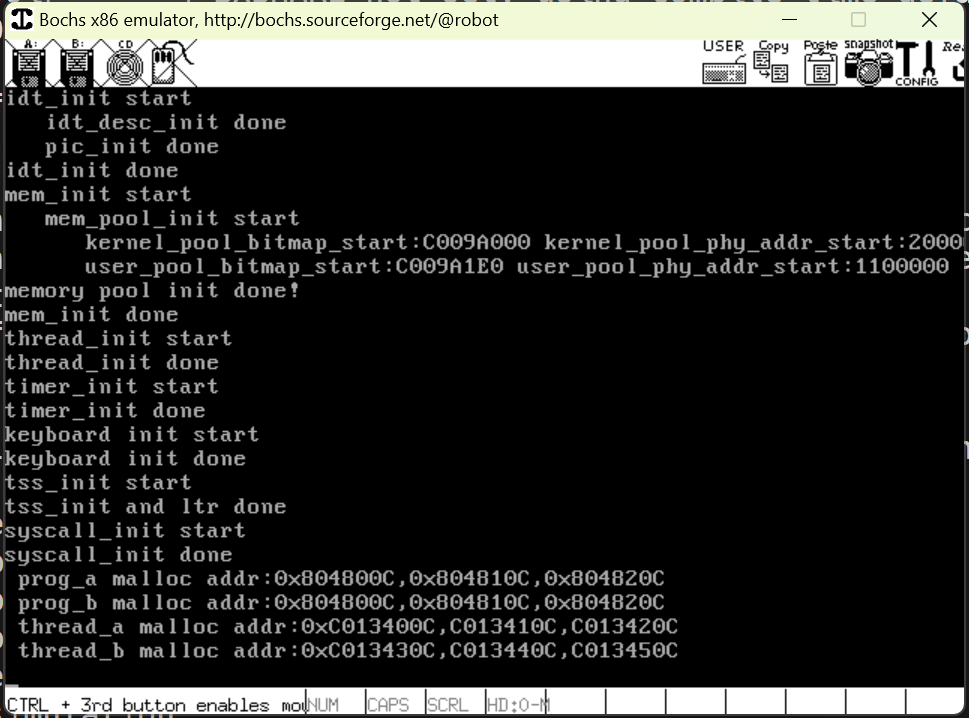 Bochs x86 emulator, http://bochs.sourceforge.net/@robot
A: B: CD USER Copy Paste snapshot CONFIG
idt_init start
idt_desc_init done
pic_init done
idt_init done
mem_init start
mem_pool_init start
kernel_pool_bitmap_start:C009A000 kernel_pool_phy_addr_start:2000
user_pool_bitmap_start:C009A1E0 user_pool_phy_addr_start:1100000
memory pool init done!
mem_init done
thread_init start
thread_init done
timer_init start
timer_init done
keyboard init start
keyboard init done
tss_init start
tss_init and ltr done
syscall_init start
syscall_init done
prog_a malloc addr:0x804800C,0x804810C,0x804820C
prog_b malloc addr:0x804800C,0x804810C,0x804820C
thread_a malloc addr:0xC013400C,C013410C,C013420C
thread_b malloc addr:0xC013430C,C013440C,C013450C
CTRL + 3rd button enables mou NUM CAPS SCRL HD:0-M